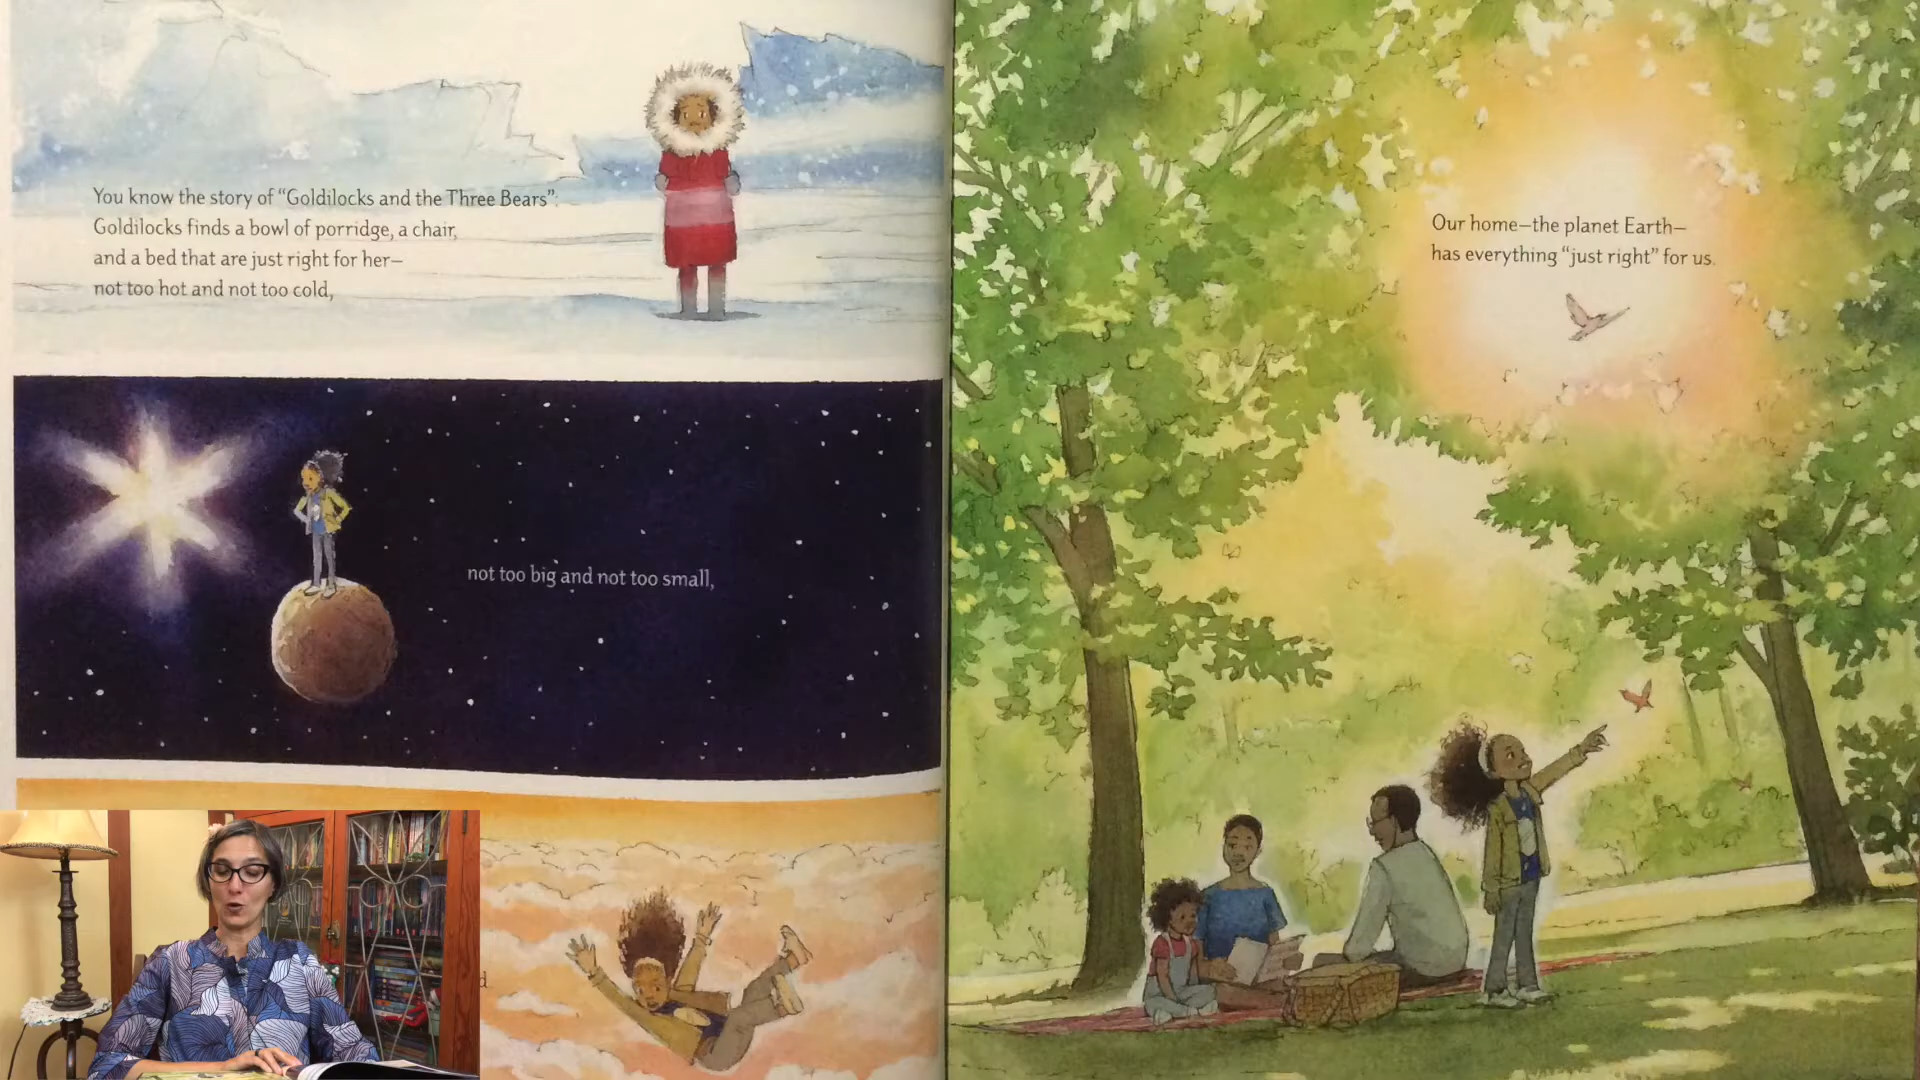 You know the story of “Goldilocks and the Three Bears”:
Goldilocks finds a bowl of porridge, a chair,
and a bed that are just right for her—
not too hot and not too cold,
not too big and not too small,
Our home—the planet Earth—
has everything “just right” for us.